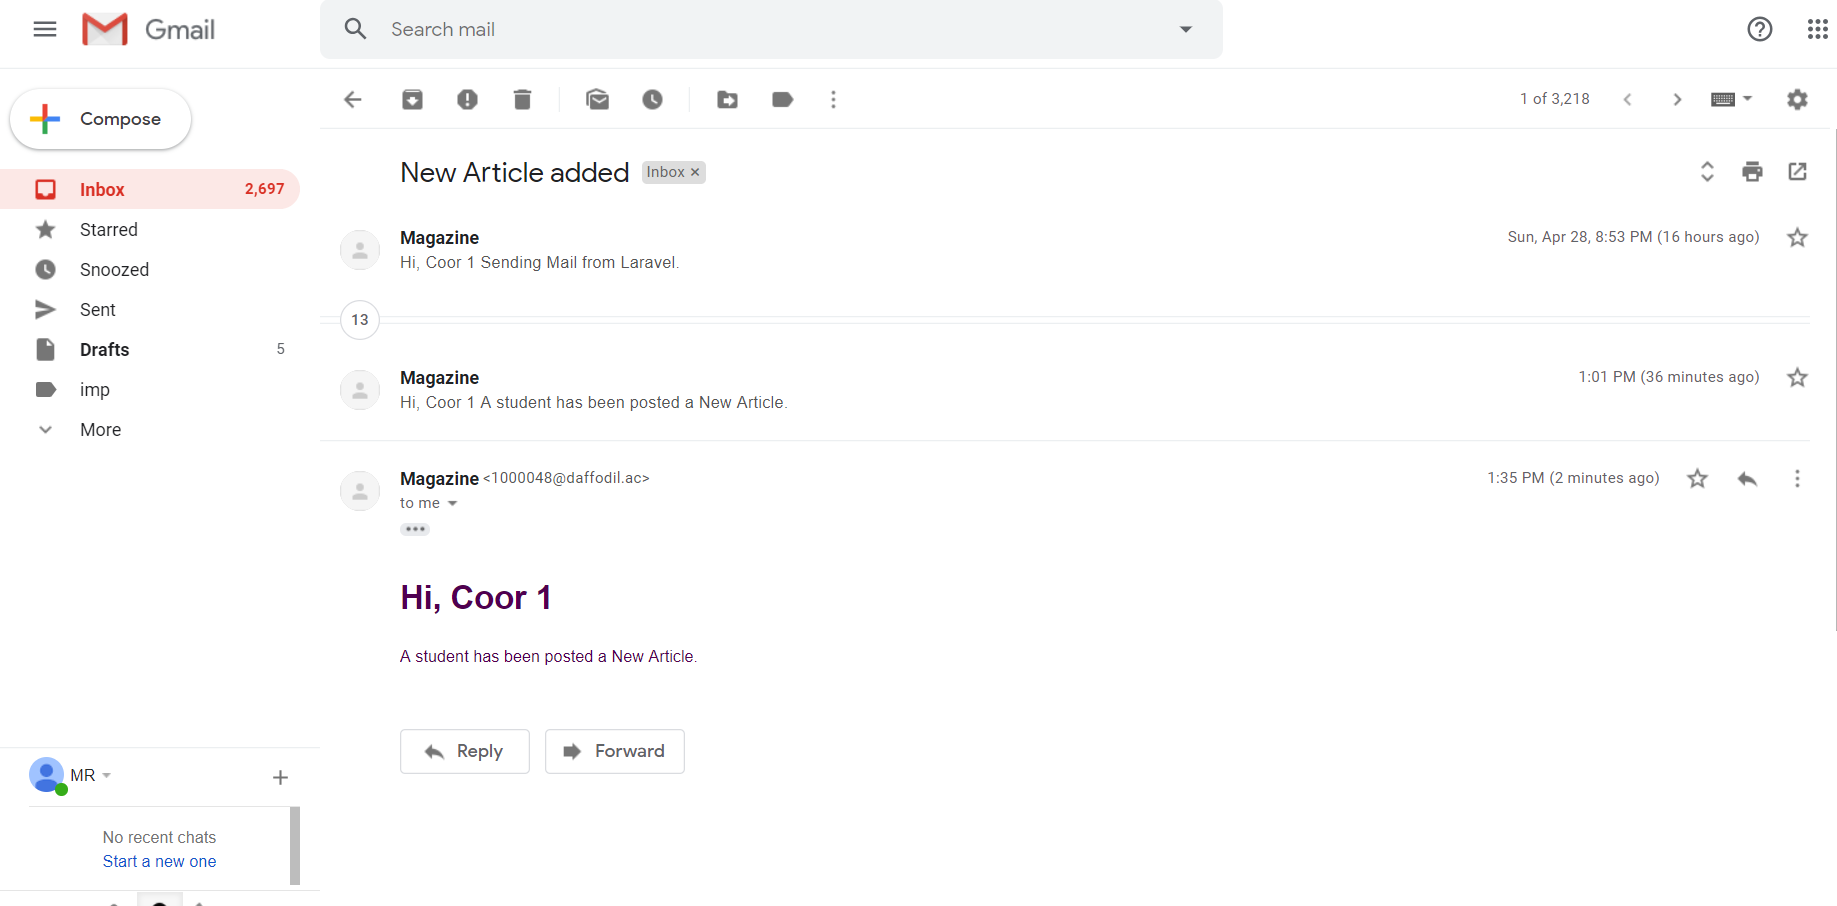 Gmail
Search mail
Compose
1 of 3,218
Inbox 2,697
Starred
Snoozed
Sent
Drafts 5
imp
More
New Article added Inbox ×
Magazine Sun, Apr 28, 8:53 PM (16 hours ago)
Hi, Coor 1 Sending Mail from Laravel.
13
Magazine 1:01 PM (36 minutes ago)
Hi, Coor 1 A student has been posted a New Article.
Magazine <1000048@daffodil.ac> 1:35 PM (2 minutes ago)
to me
Hi, Coor 1
A student has been posted a New Article.
Reply Forward
MR
No recent chats
Start a new one